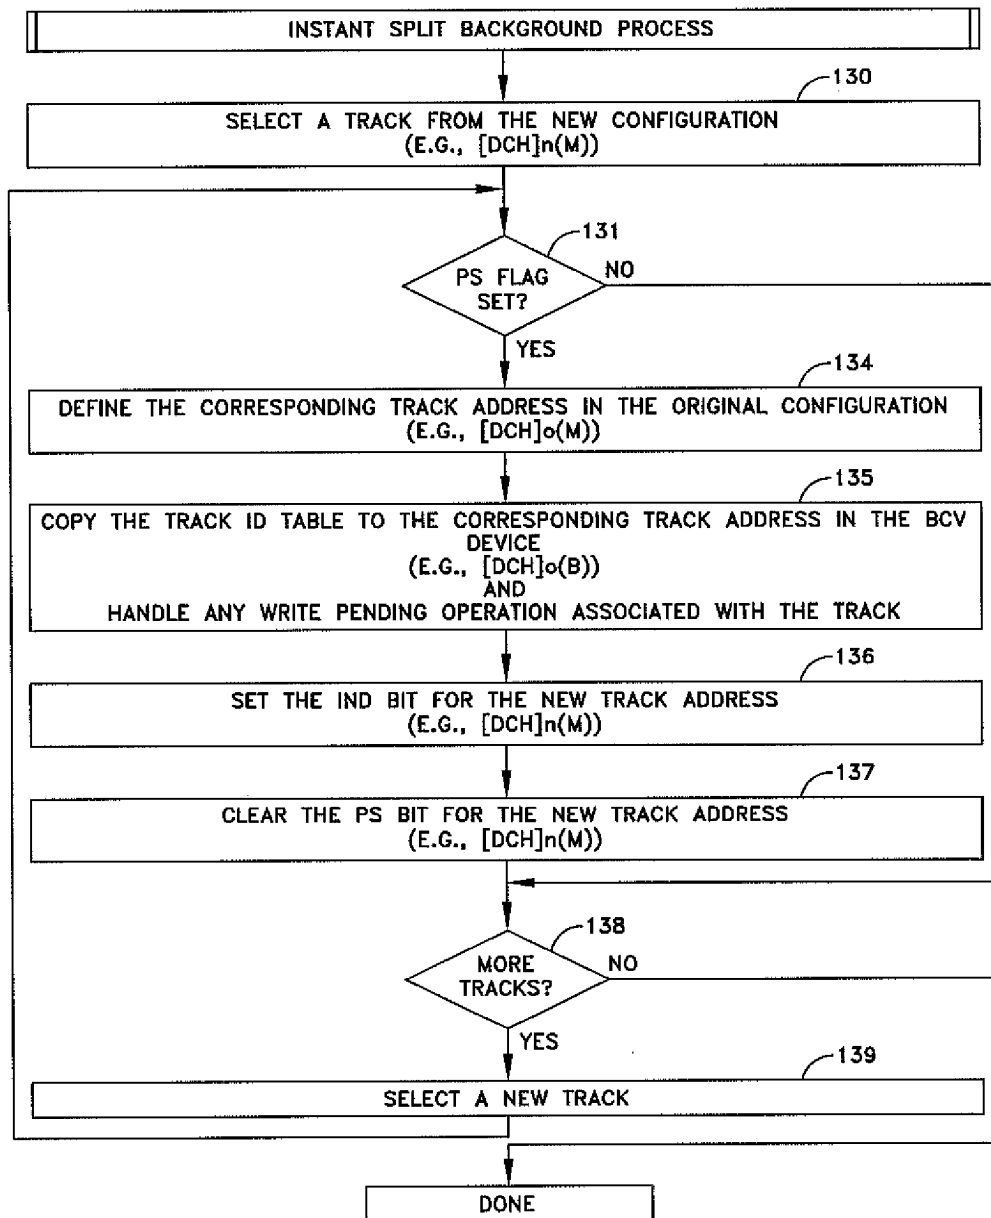 INSTANT SPLIT BACKGROUND PROCESS
130
SELECT A TRACK FROM THE NEW CONFIGURATION
(E.G., [DCH]n(M))
131
PS FLAG
SET?
NO
YES
134
DEFINE THE CORRESPONDING TRACK ADDRESS IN THE ORIGINAL CONFIGURATION
(E.G., [DCH]o(M))
135
COPY THE TRACK ID TABLE TO THE CORRESPONDING TRACK ADDRESS IN THE BCV
DEVICE
(E.G., [DCH]o(B))
AND
HANDLE ANY WRITE PENDING OPERATION ASSOCIATED WITH THE TRACK
136
SET THE IND BIT FOR THE NEW TRACK ADDRESS
(E.G., [DCH]n(M))
137
CLEAR THE PS BIT FOR THE NEW TRACK ADDRESS
(E.G., [DCH]n(M))
138
MORE
TRACKS?
NO
YES
139
SELECT A NEW TRACK
DONE